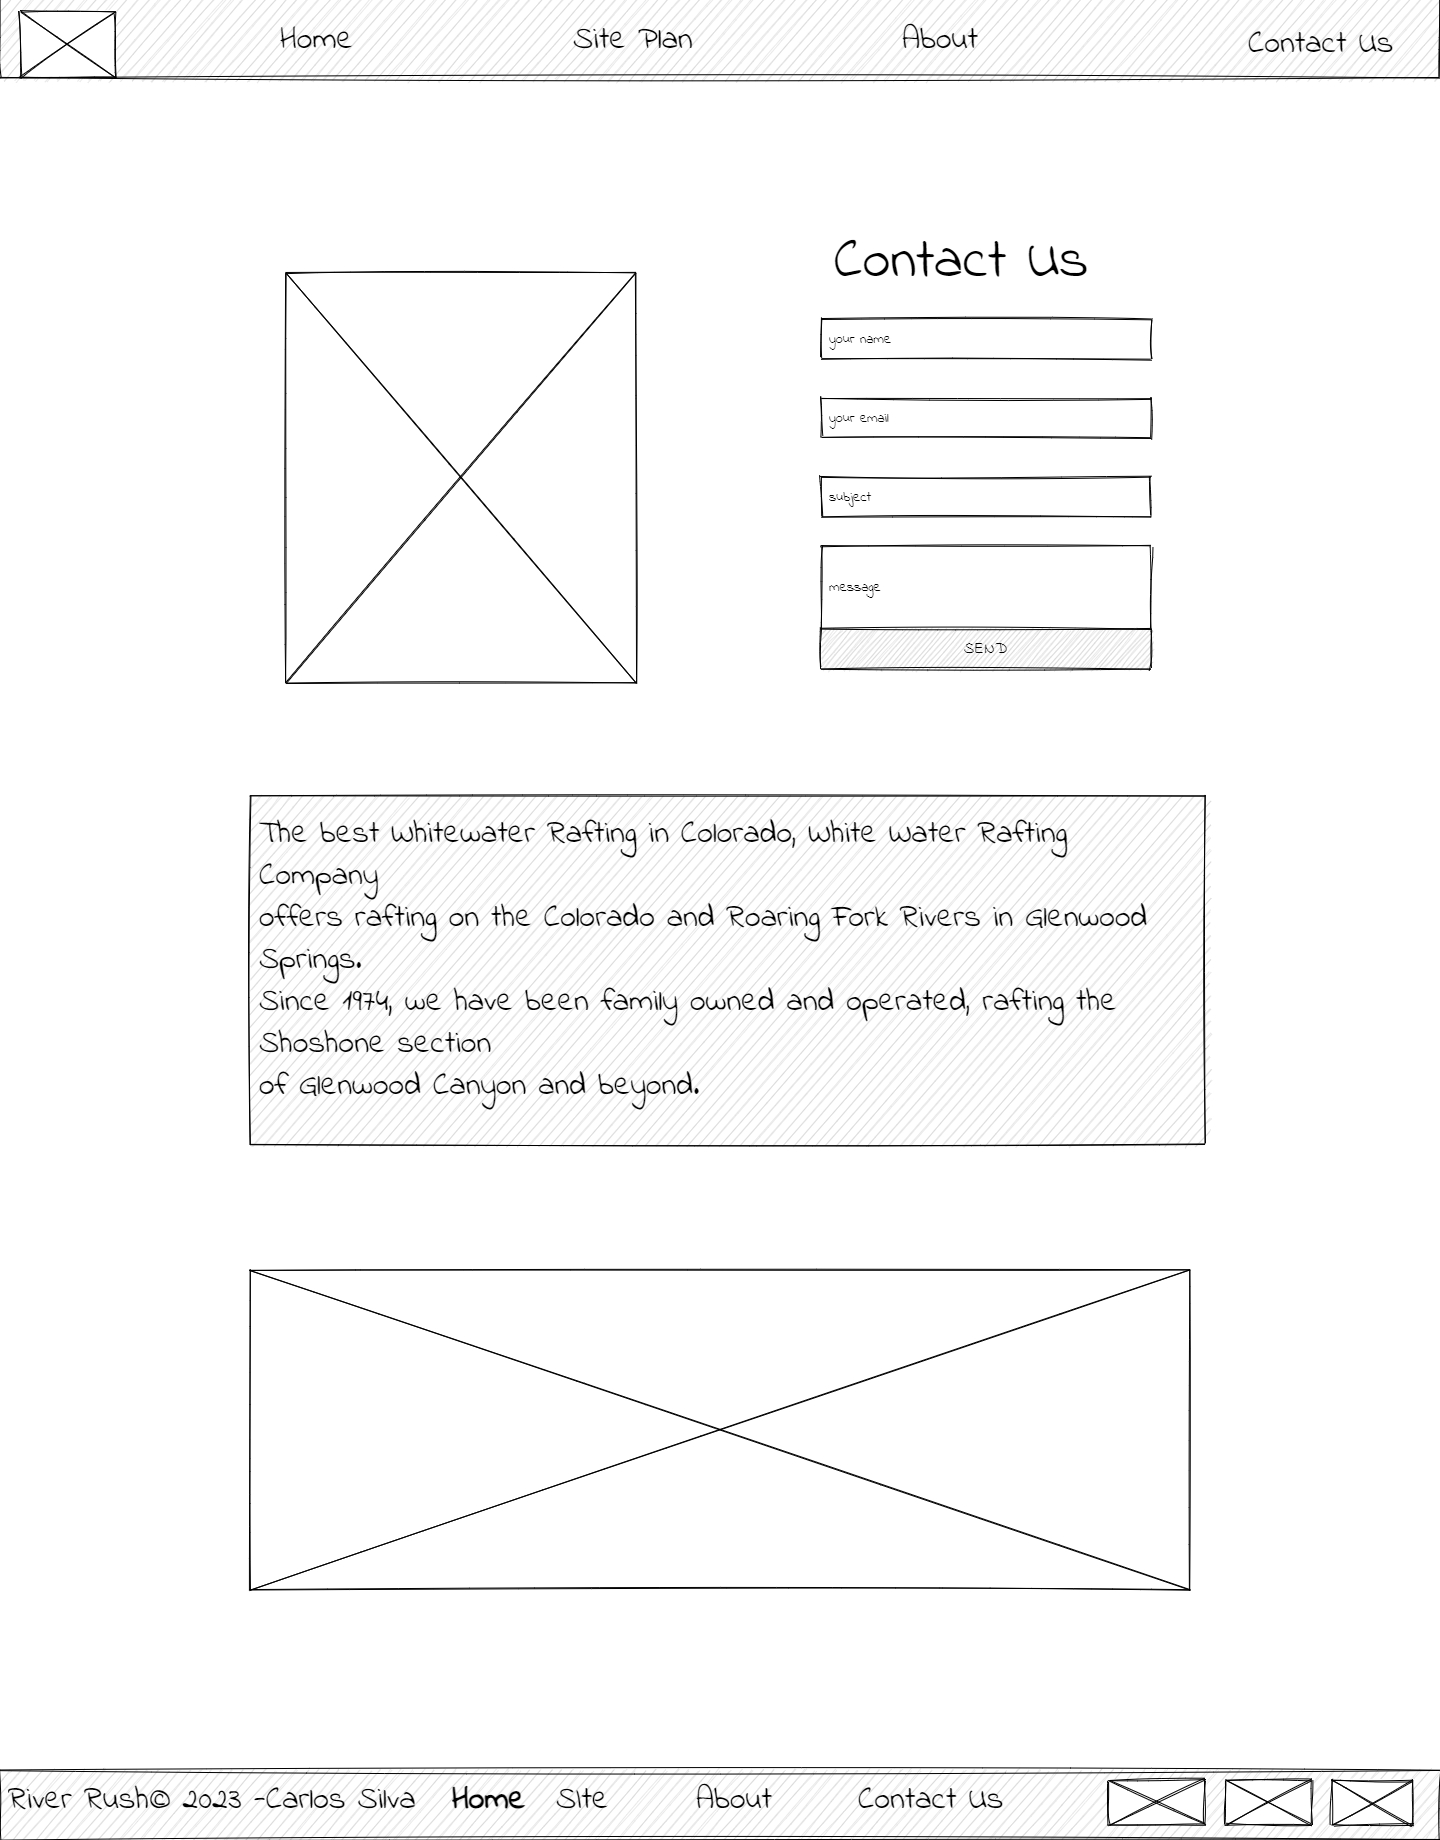 Home Site Plan About Contact Us
Contact Us
your name
your email
subject
message
SEND
The best Whitewater Rafting in Colorado, White Water Rafting
Company
offers rafting on the Colorado and Roaring Fork Rivers in Glenwood
Springs.
Since 1974, we have been family owned and operated, rafting the
Shoshone section
of Glenwood Canyon and beyond.
River Rush© 2023 -Carlos Silva Home SIte About Contact Us